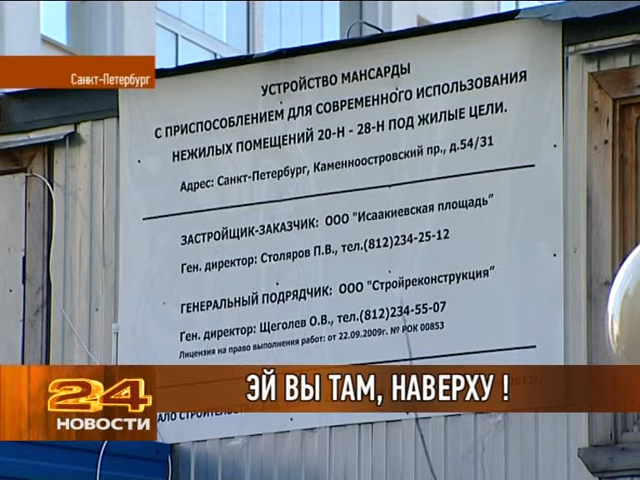 Санкт-Петербург
УСТРОЙСТВО МАНСАРДЫ
С ПРИСПОСОБЛЕНИЕМ ДЛЯ СОВРЕМЕННОГО ИСПОЛЬЗОВАНИЯ
НЕЖИЛЫХ ПОМЕЩЕНИЙ 20-Н - 28-Н ПОД ЖИЛЫЕ ЦЕЛИ.
Адрес: Санкт-Петербург, Каменноостровский пр., д.54/31
ЗАСТРОЙЩИК-ЗАКАЗЧИК: ООО "Исаакиевская площадь"
Ген. директор: Столяров П.В., тел.(812)234-25-12
ГЕНЕРАЛЬНЫЙ ПОДРЯДЧИК: ООО "Стройреконструкция"
Ген. директор: Щеголев О.В., тел.(812)234-55-07
Лицензия на право выполнения работ: от 22.09.2009г. № РОК 00853
24
НОВОСТИ
ЭЙ ВЫ ТАМ, НАВЕРХУ !